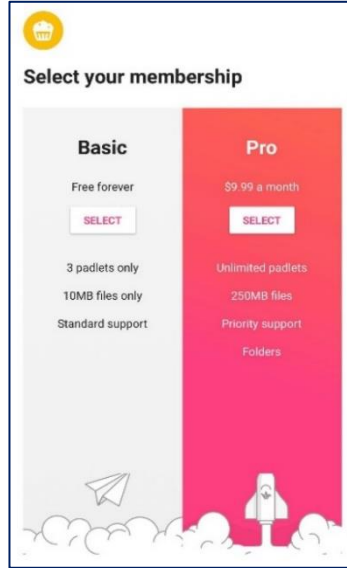 Select your membership
Basic
Free forever
SELECT
3 padlets only
10MB files only
Standard support
Pro
$9.99 a month
SELECT
Unlimited padlets
250MB files
Priority support
Folders